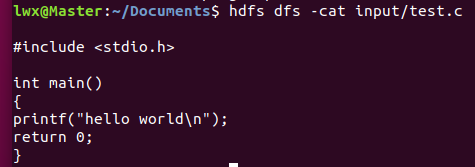 lwx@Master:~/Documents$ hdfs dfs -cat input/test.c
#include <stdio.h>
int main()
{
printf("hello world\n");
return 0;
}